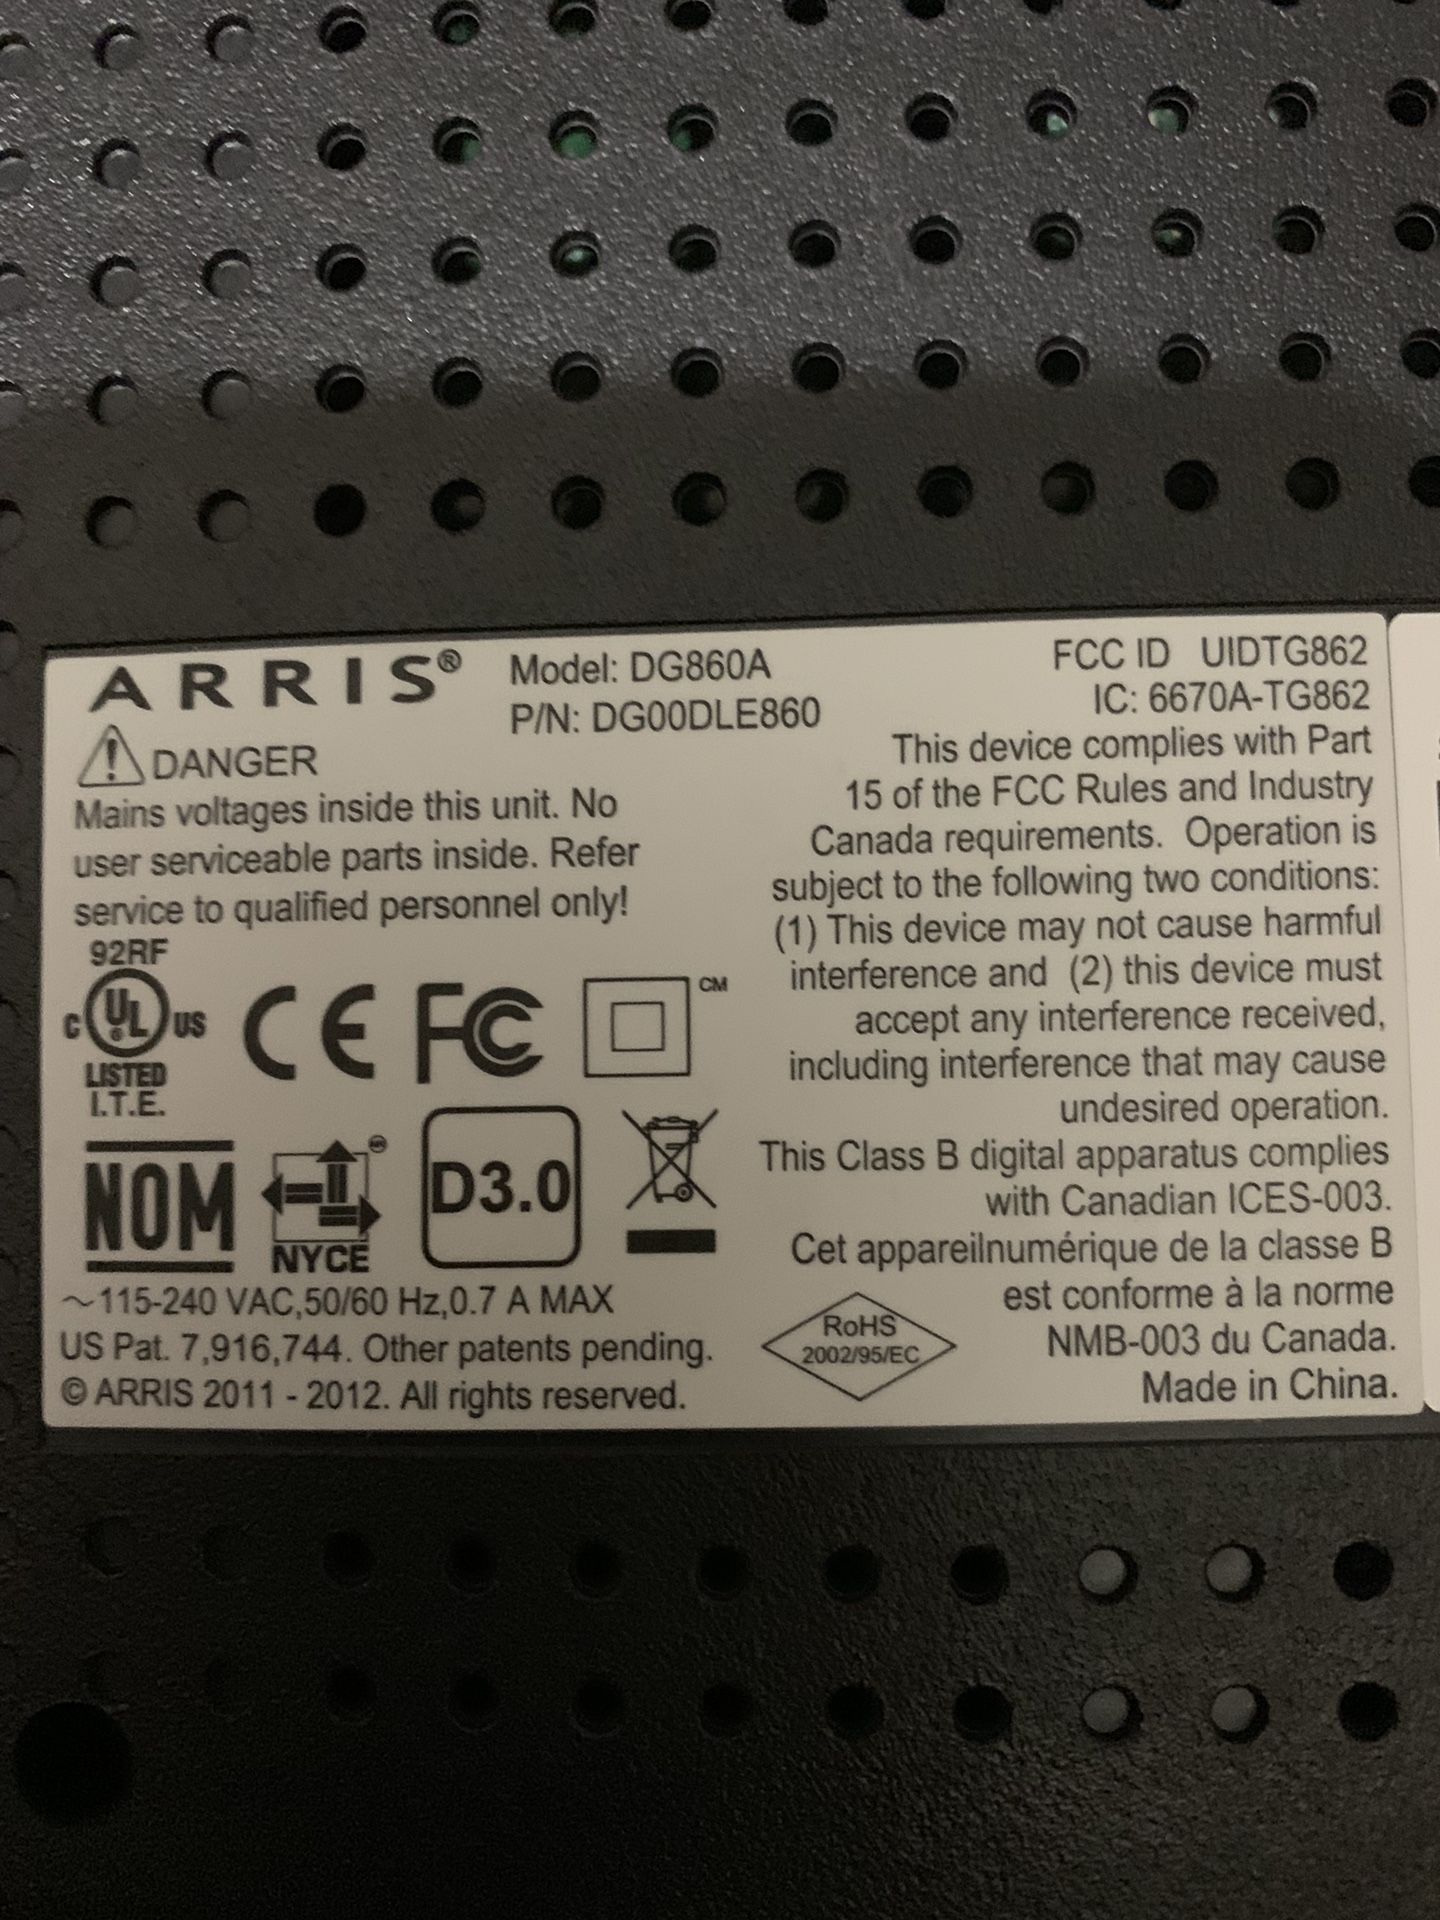 ARRIS®
Model: DG860A
P/N: DG00DLE860
DANGER
Mains voltages inside this unit. No
user serviceable parts inside. Refer
service to qualified personnel only!
92RF
C UL® US
LISTED
I.T.E.
CE FC
CM
NOM
NYCE
D3.0
~115-240 VAC,50/60 Hz,0.7 A MAX
US Pat. 7,916,744. Other patents pending.
© ARRIS 2011 - 2012. All rights reserved.
FCC ID UIDTG862
IC: 6670A-TG862
This device complies with Part
15 of the FCC Rules and Industry
Canada requirements. Operation is
subject to the following two conditions:
(1) This device may not cause harmful
interference and (2) this device must
accept any interference received,
including interference that may cause
undesired operation.
This Class B digital apparatus complies
with Canadian ICES-003.
Cet appareilnumérique de la classe B
est conforme à la norme
NMB-003 du Canada.
Made in China.
RoHS
2002/95/EC